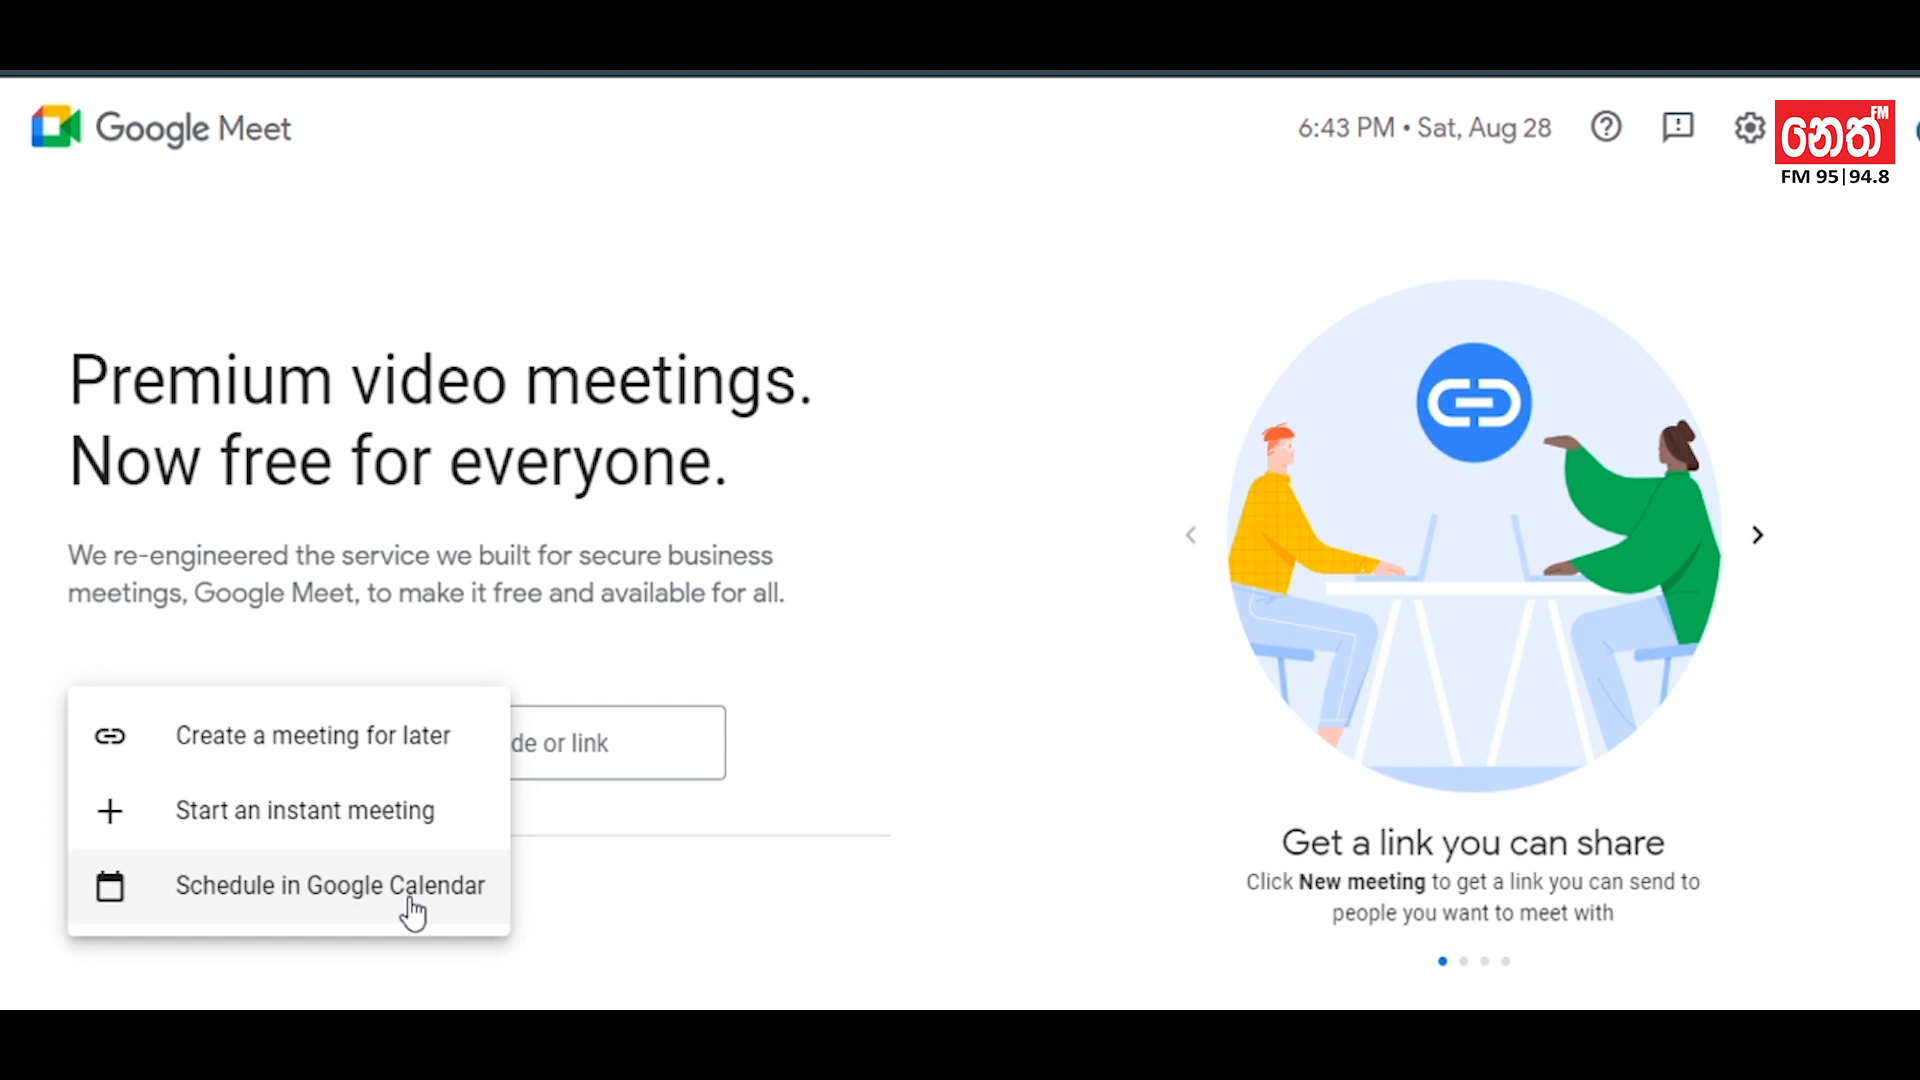 Google Meet
6:43 PM • Sat, Aug 28
නෙත් FM
FM 95|94.8
Premium video meetings.
Now free for everyone.
We re-engineered the service we built for secure business
meetings, Google Meet, to make it free and available for all.
Create a meeting for later
de or link
Start an instant meeting
Schedule in Google Calendar
Get a link you can share
Click New meeting to get a link you can send to
people you want to meet with